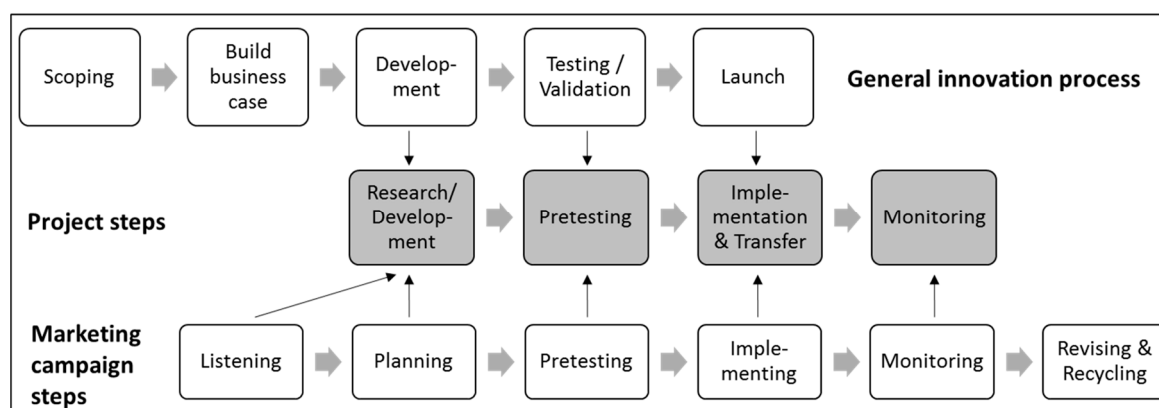 Scoping
Build
business
case
Develop-
ment
Testing /
Validation
Launch
General innovation process
Project steps
Research/
Develop-
ment
Pretesting
Imple-
mentation
& Transfer
Monitoring
Marketing
campaign
steps
Listening
Planning
Pretesting
Imple-
menting
Monitoring
Revising &
Recycling